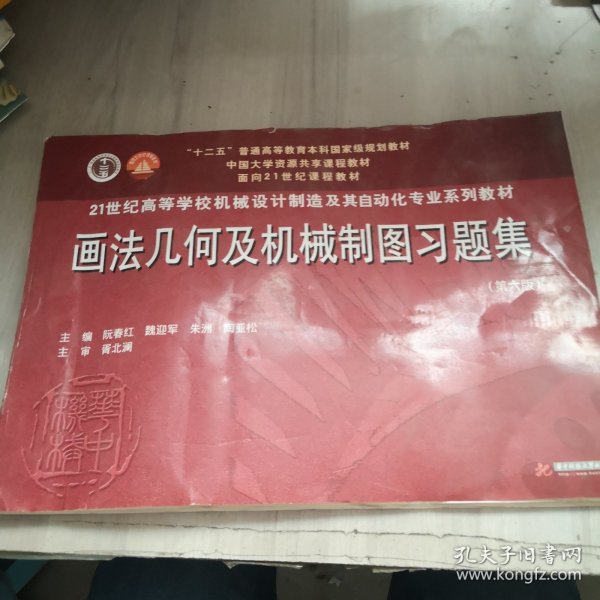 “十二五”普通高等教育本科国家级规划教材
中国大学资源共享课程教材
面向21世纪课程教材
21世纪高等学校机械设计制造及其自动化专业系列教材
画法几何及机械制图习题集
（第六版）
主 编 阮春红 魏迎军 朱洲 陶亚松
主 审 胥北澜
華中
機械
孔夫子旧书网
www.kongfz.com